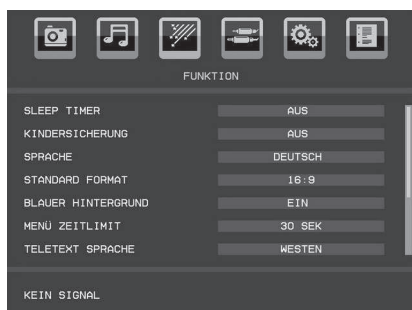 FUNKTION
SLEEP TIMER AUS
KINDERSICHERUNG AUS
SPRACHE DEUTSCH
STANDARD FORMAT 16:9
BLAUER HINTERGRUND EIN
MENÜ ZEITLIMIT 30 SEK
TELETEXT SPRACHE WESTEN
KEIN SIGNAL